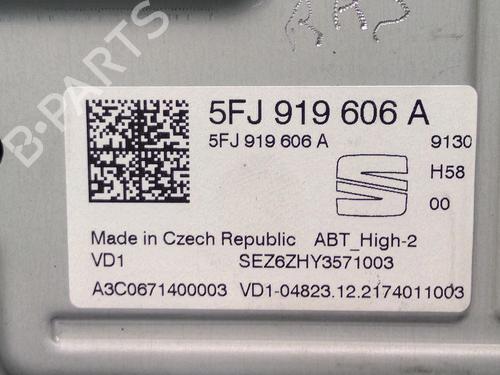 B-PARTS
5FJ 919 606 A
5FJ 919 606 A
9130
H58
00
Made in Czech Republic ABT_High-2
VD1 SEZ6ZHY3571003
A3C0671400003 VD1-04823.12.2174011003